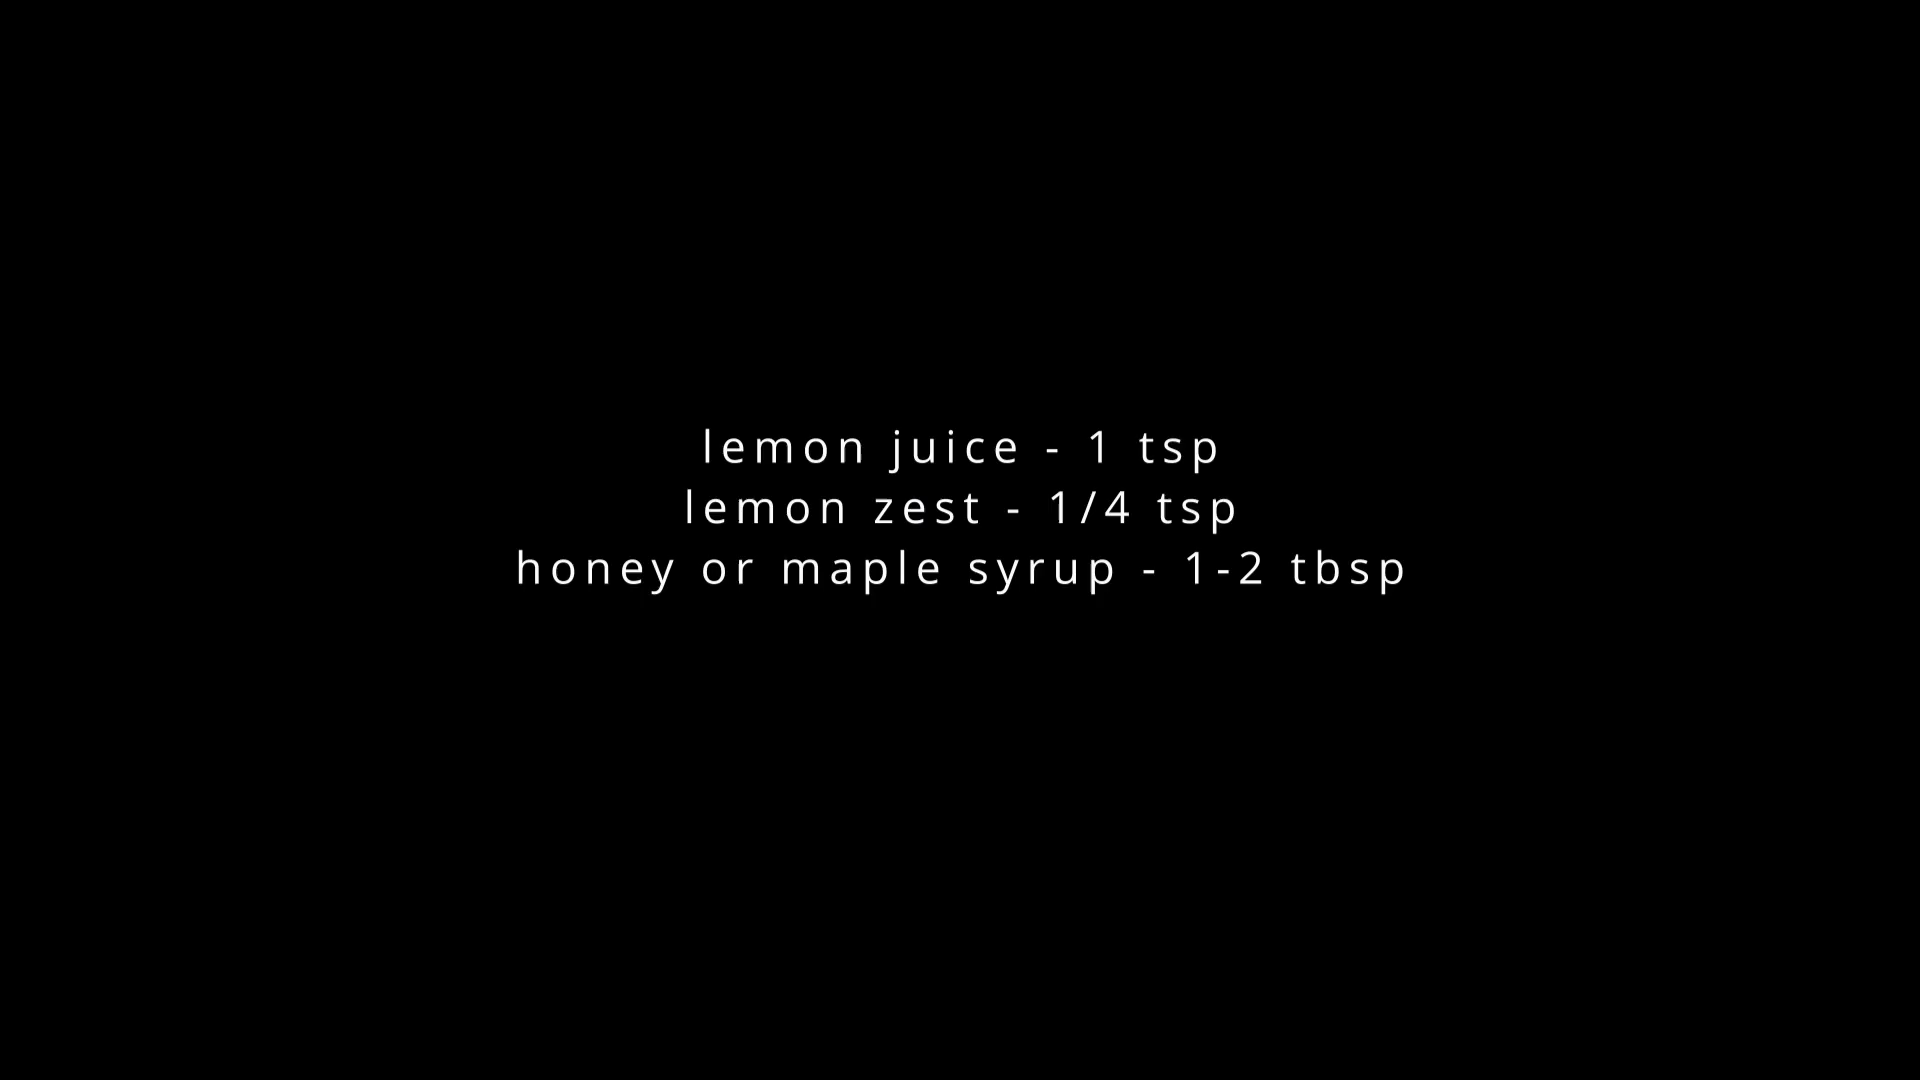 lemon juice - 1 tsp
lemon zest - 1/4 tsp
honey or maple syrup - 1-2 tbsp